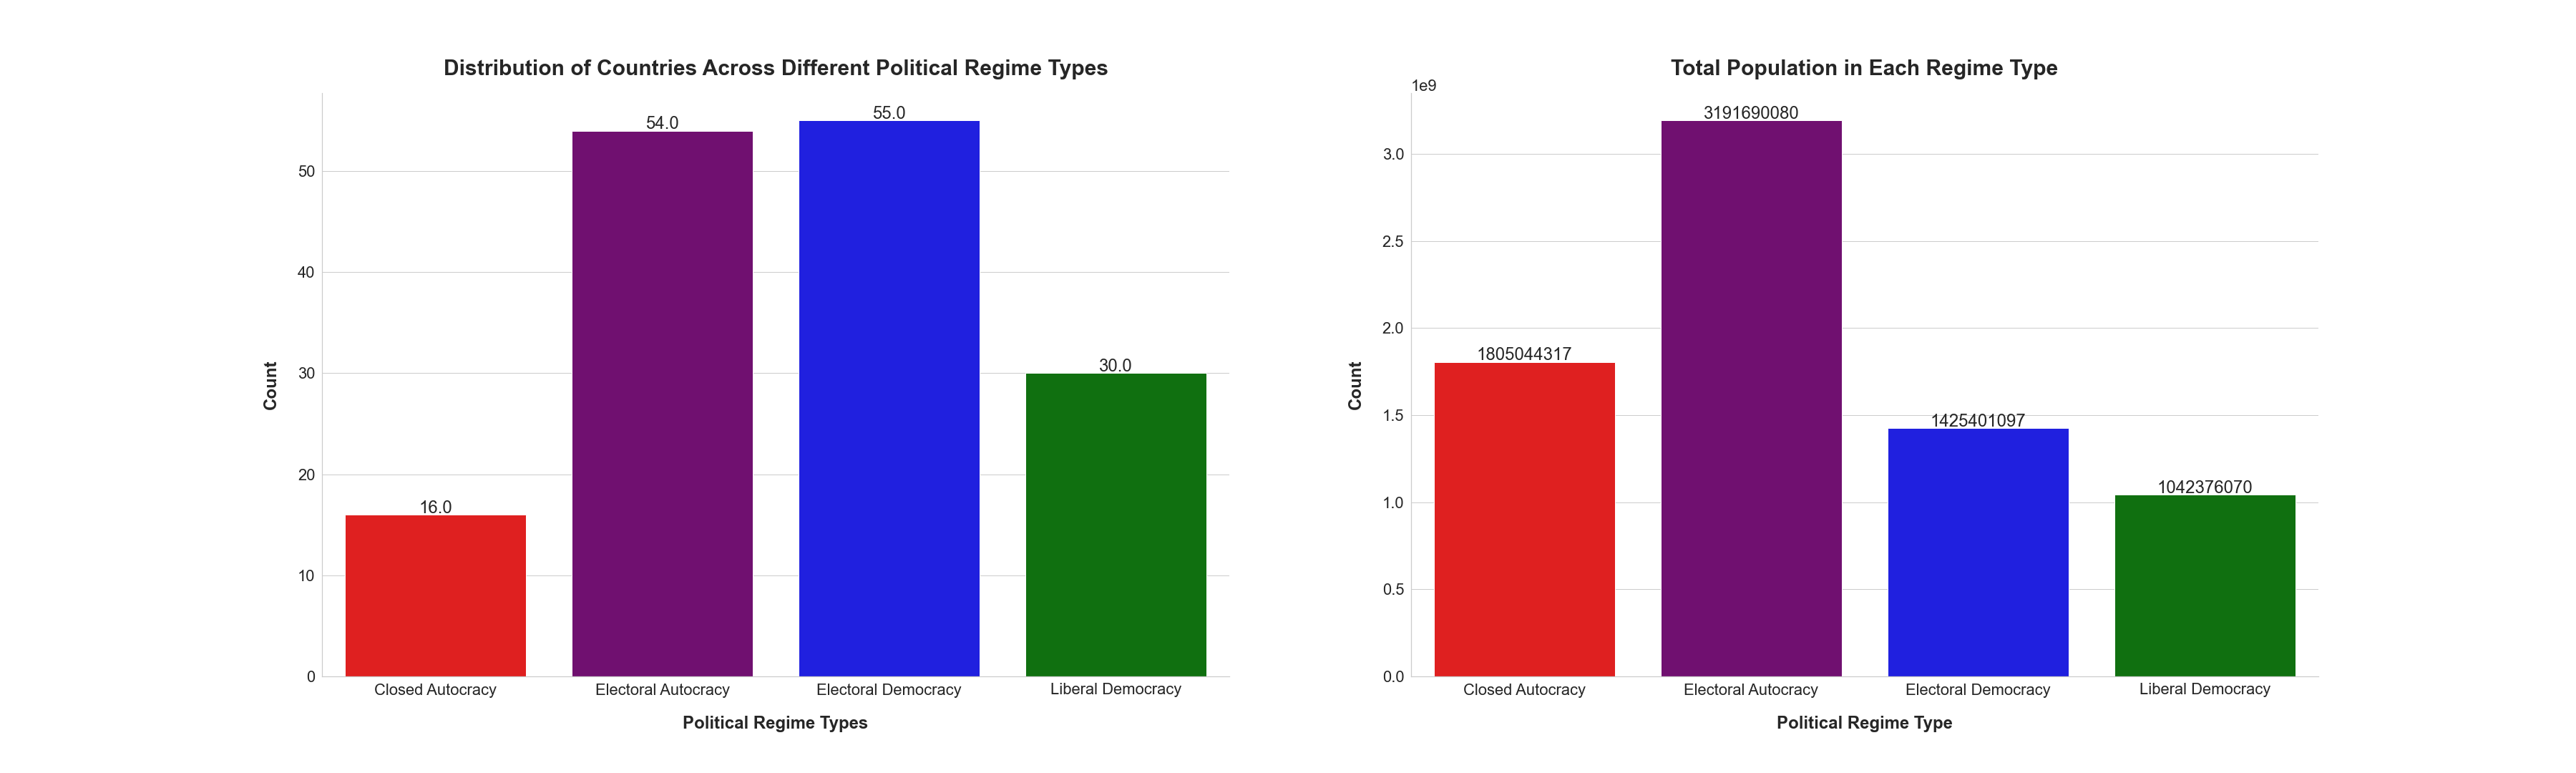 Distribution of Countries Across Different Political Regime Types
Count
50
40
30
20
10
0
16.0
54.0
55.0
30.0
Closed Autocracy
Electoral Autocracy
Electoral Democracy
Liberal Democracy
Political Regime Types
Total Population in Each Regime Type
1e9
Count
3.0
2.5
2.0
1.5
1.0
0.5
0.0
1805044317
3191690080
1425401097
1042376070
Closed Autocracy
Electoral Autocracy
Electoral Democracy
Liberal Democracy
Political Regime Type